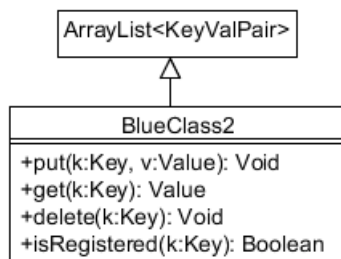 ArrayList<KeyValPair>
BlueClass2
+put(k:Key, v:Value): Void
+get(k:Key): Value
+delete(k:Key): Void
+isRegistered(k:Key): Boolean